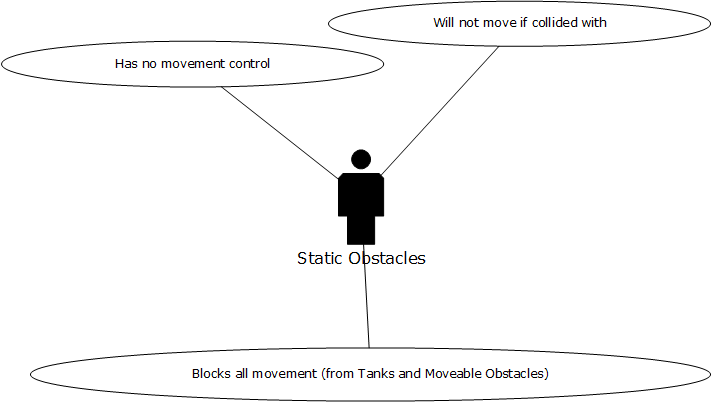 Will not move if collided with
Has no movement control
Static Obstacles
Blocks all movement (from Tanks and Moveable Obstacles)